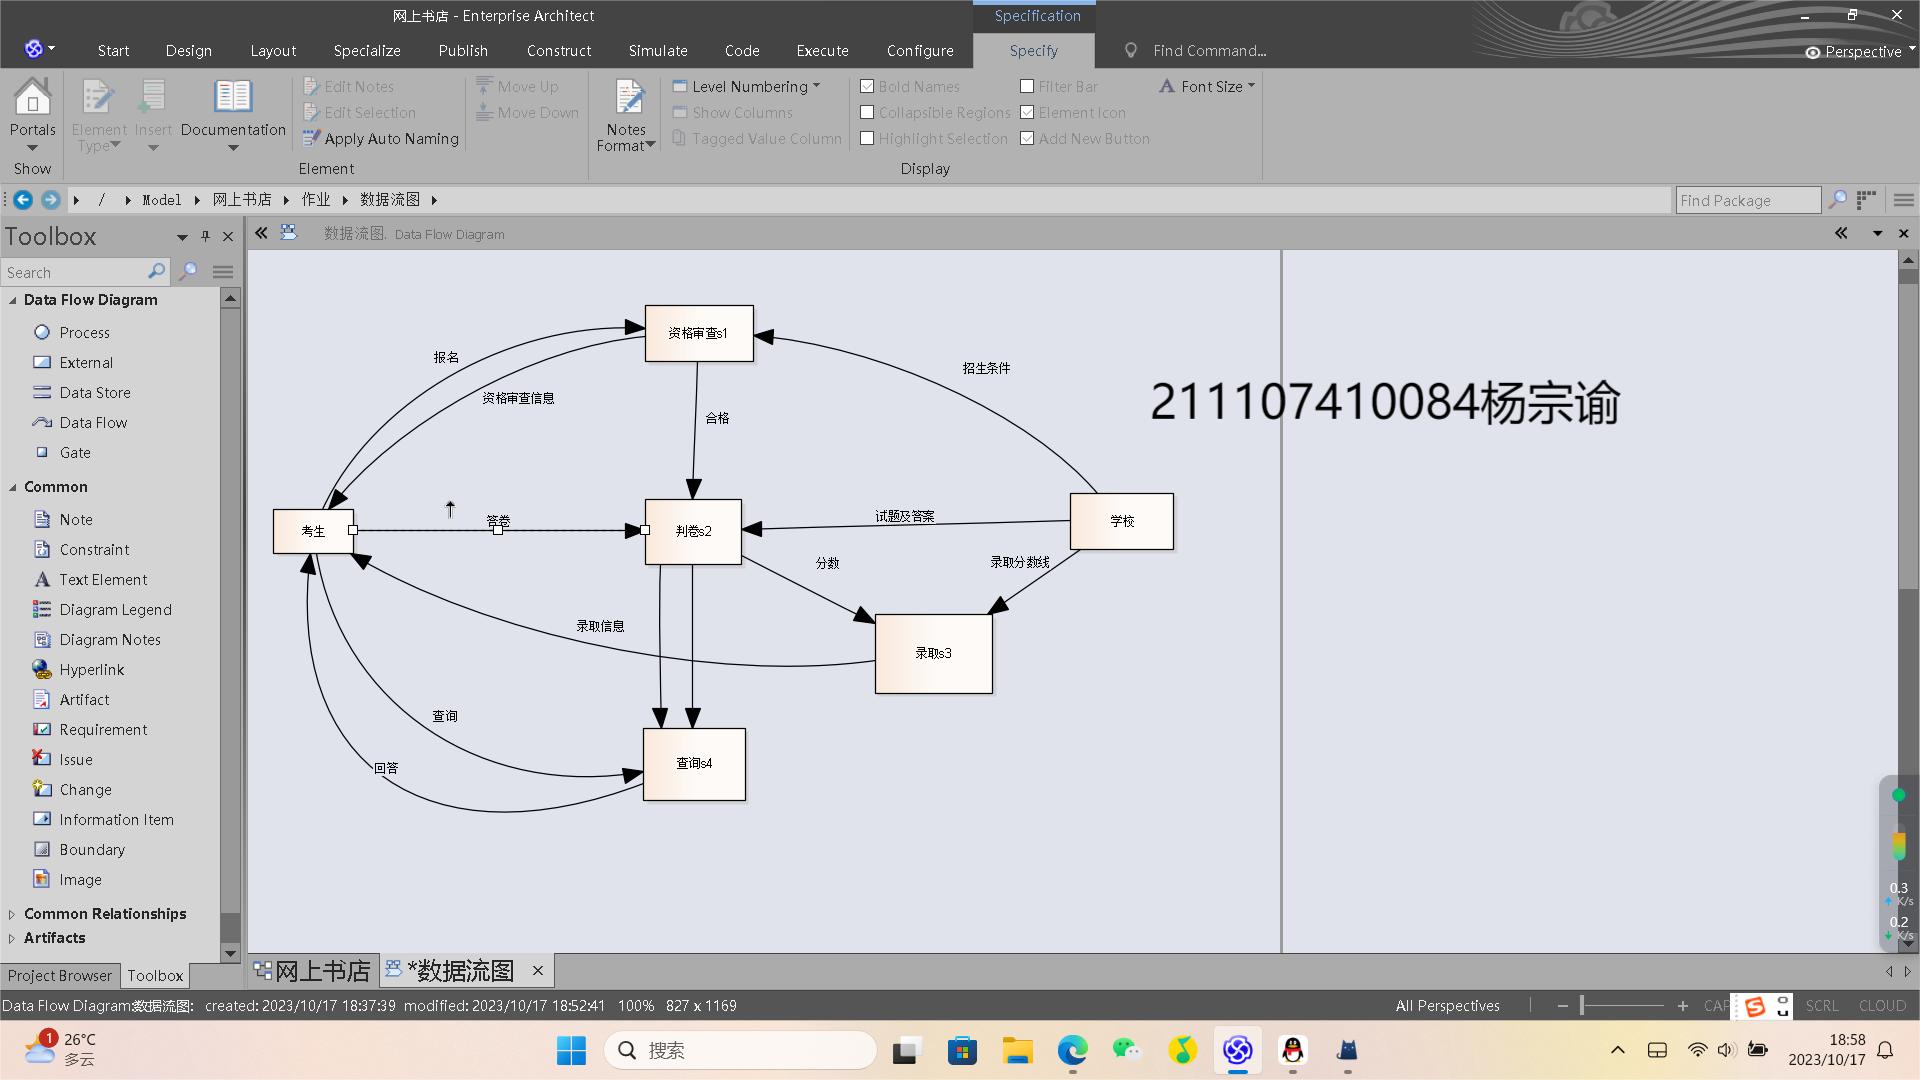 网上书店 - Enterprise Architect
Specification
Start Design Layout Specialize Publish Construct Simulate Code Execute Configure Specify Find Command...
Perspective
Portals
Show
Element Type
Insert
Documentation
Edit Notes
Edit Selection
Apply Auto Naming
Move Up
Move Down
Element
Notes Format
Level Numbering
Show Columns
Tagged Value Column
Bold Names
Collapsible Regions
Highlight Selection
Filter Bar
Element Icon
Add New Button
Font Size
Display
/ Model 网上书店 作业 数据流图
Find Package
Toolbox
数据流图. Data Flow Diagram
Search
Data Flow Diagram
Process
External
Data Store
Data Flow
Gate
Common
Note
Constraint
Text Element
Diagram Legend
Diagram Notes
Hyperlink
Artifact
Requirement
Issue
Change
Information Item
Boundary
Image
Common Relationships
Artifacts
Project Browser
Toolbox
资格审查s1
报名
招生条件
资格审查信息
211107410084杨宗谕
合格
考生
答卷
判卷s2
试题及答案
学校
分数
录取分数线
录取信息
录取s3
查询
查询s4
回答
0.3
K/s
0.2
K/s
网上书店
*数据流图
Data Flow Diagram:数据流图: created: 2023/10/17 18:37:39 modified: 2023/10/17 18:52:41 100% 827 x 1169
All Perspectives
CAP
SCRL
CLOUD
1
26°C
多云
搜索
18:58
2023/10/17